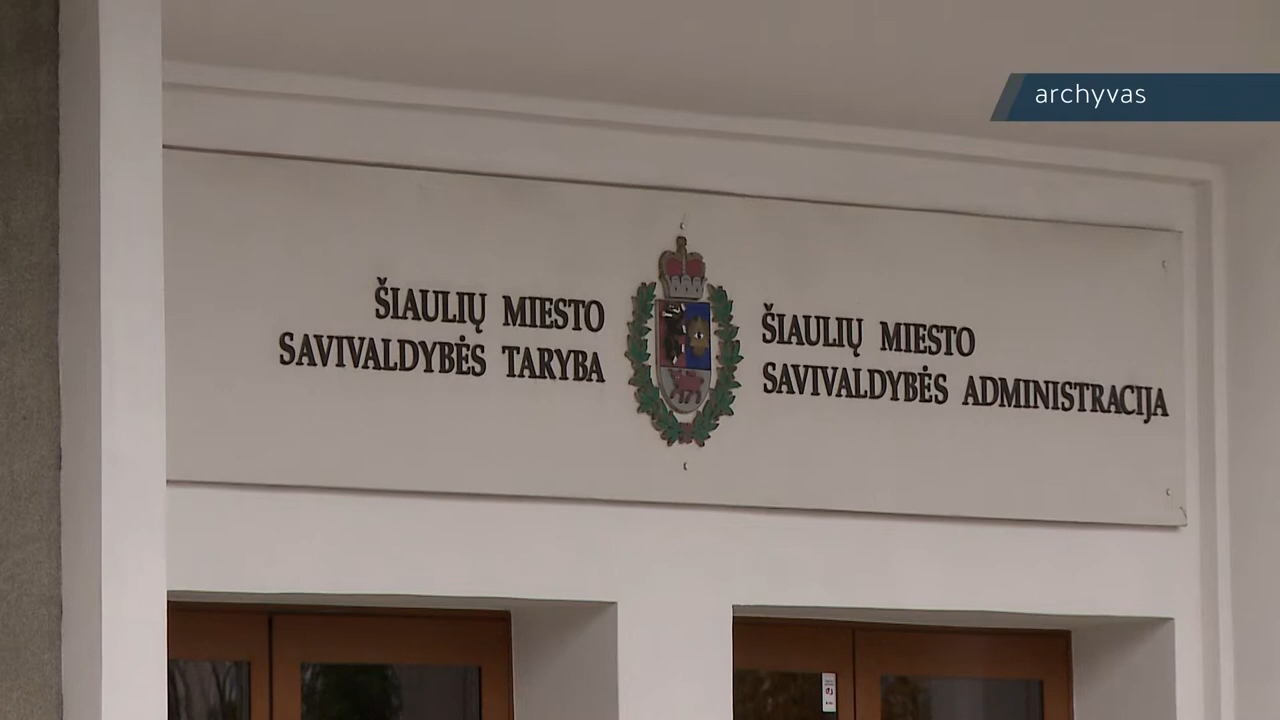 archyvas
ŠIAULIŲ MIESTO
SAVIVALDYBĖS TARYBA
ŠIAULIŲ MIESTO
SAVIVALDYBĖS ADMINISTRACIJA